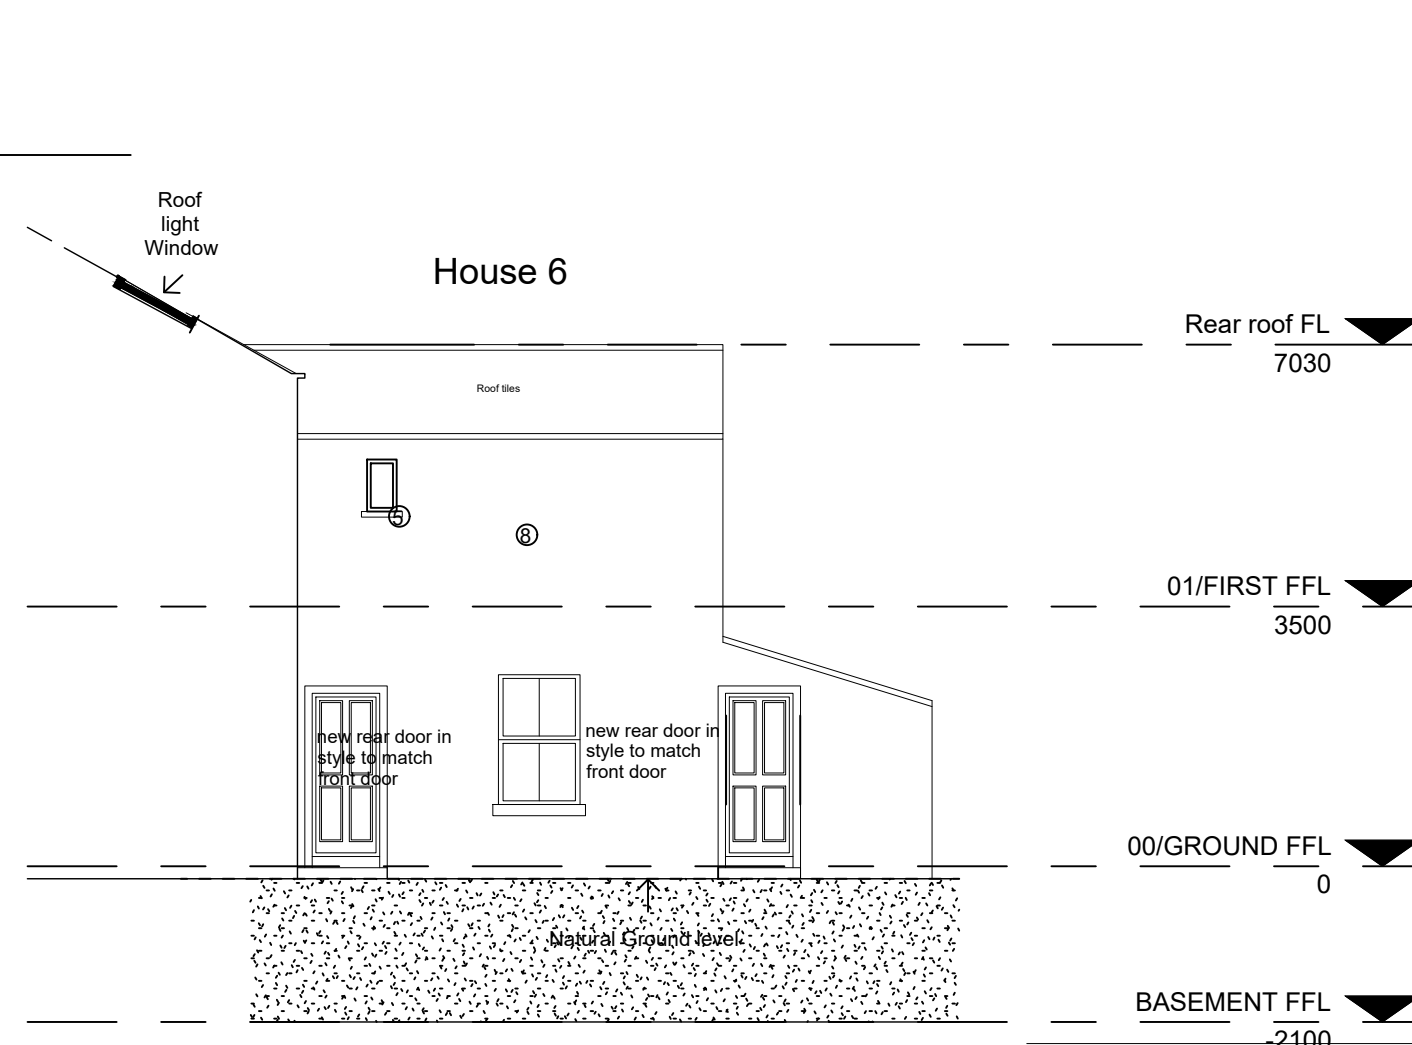 Roof
light
Window
House 6
Rear roof FL
7030
Roof tiles
5
8
01/FIRST FFL
3500
new rear door in
style to match
front door
new rear door in
style to match
front door
00/GROUND FFL
0
Natural Ground level
BASEMENT FFL
-2100